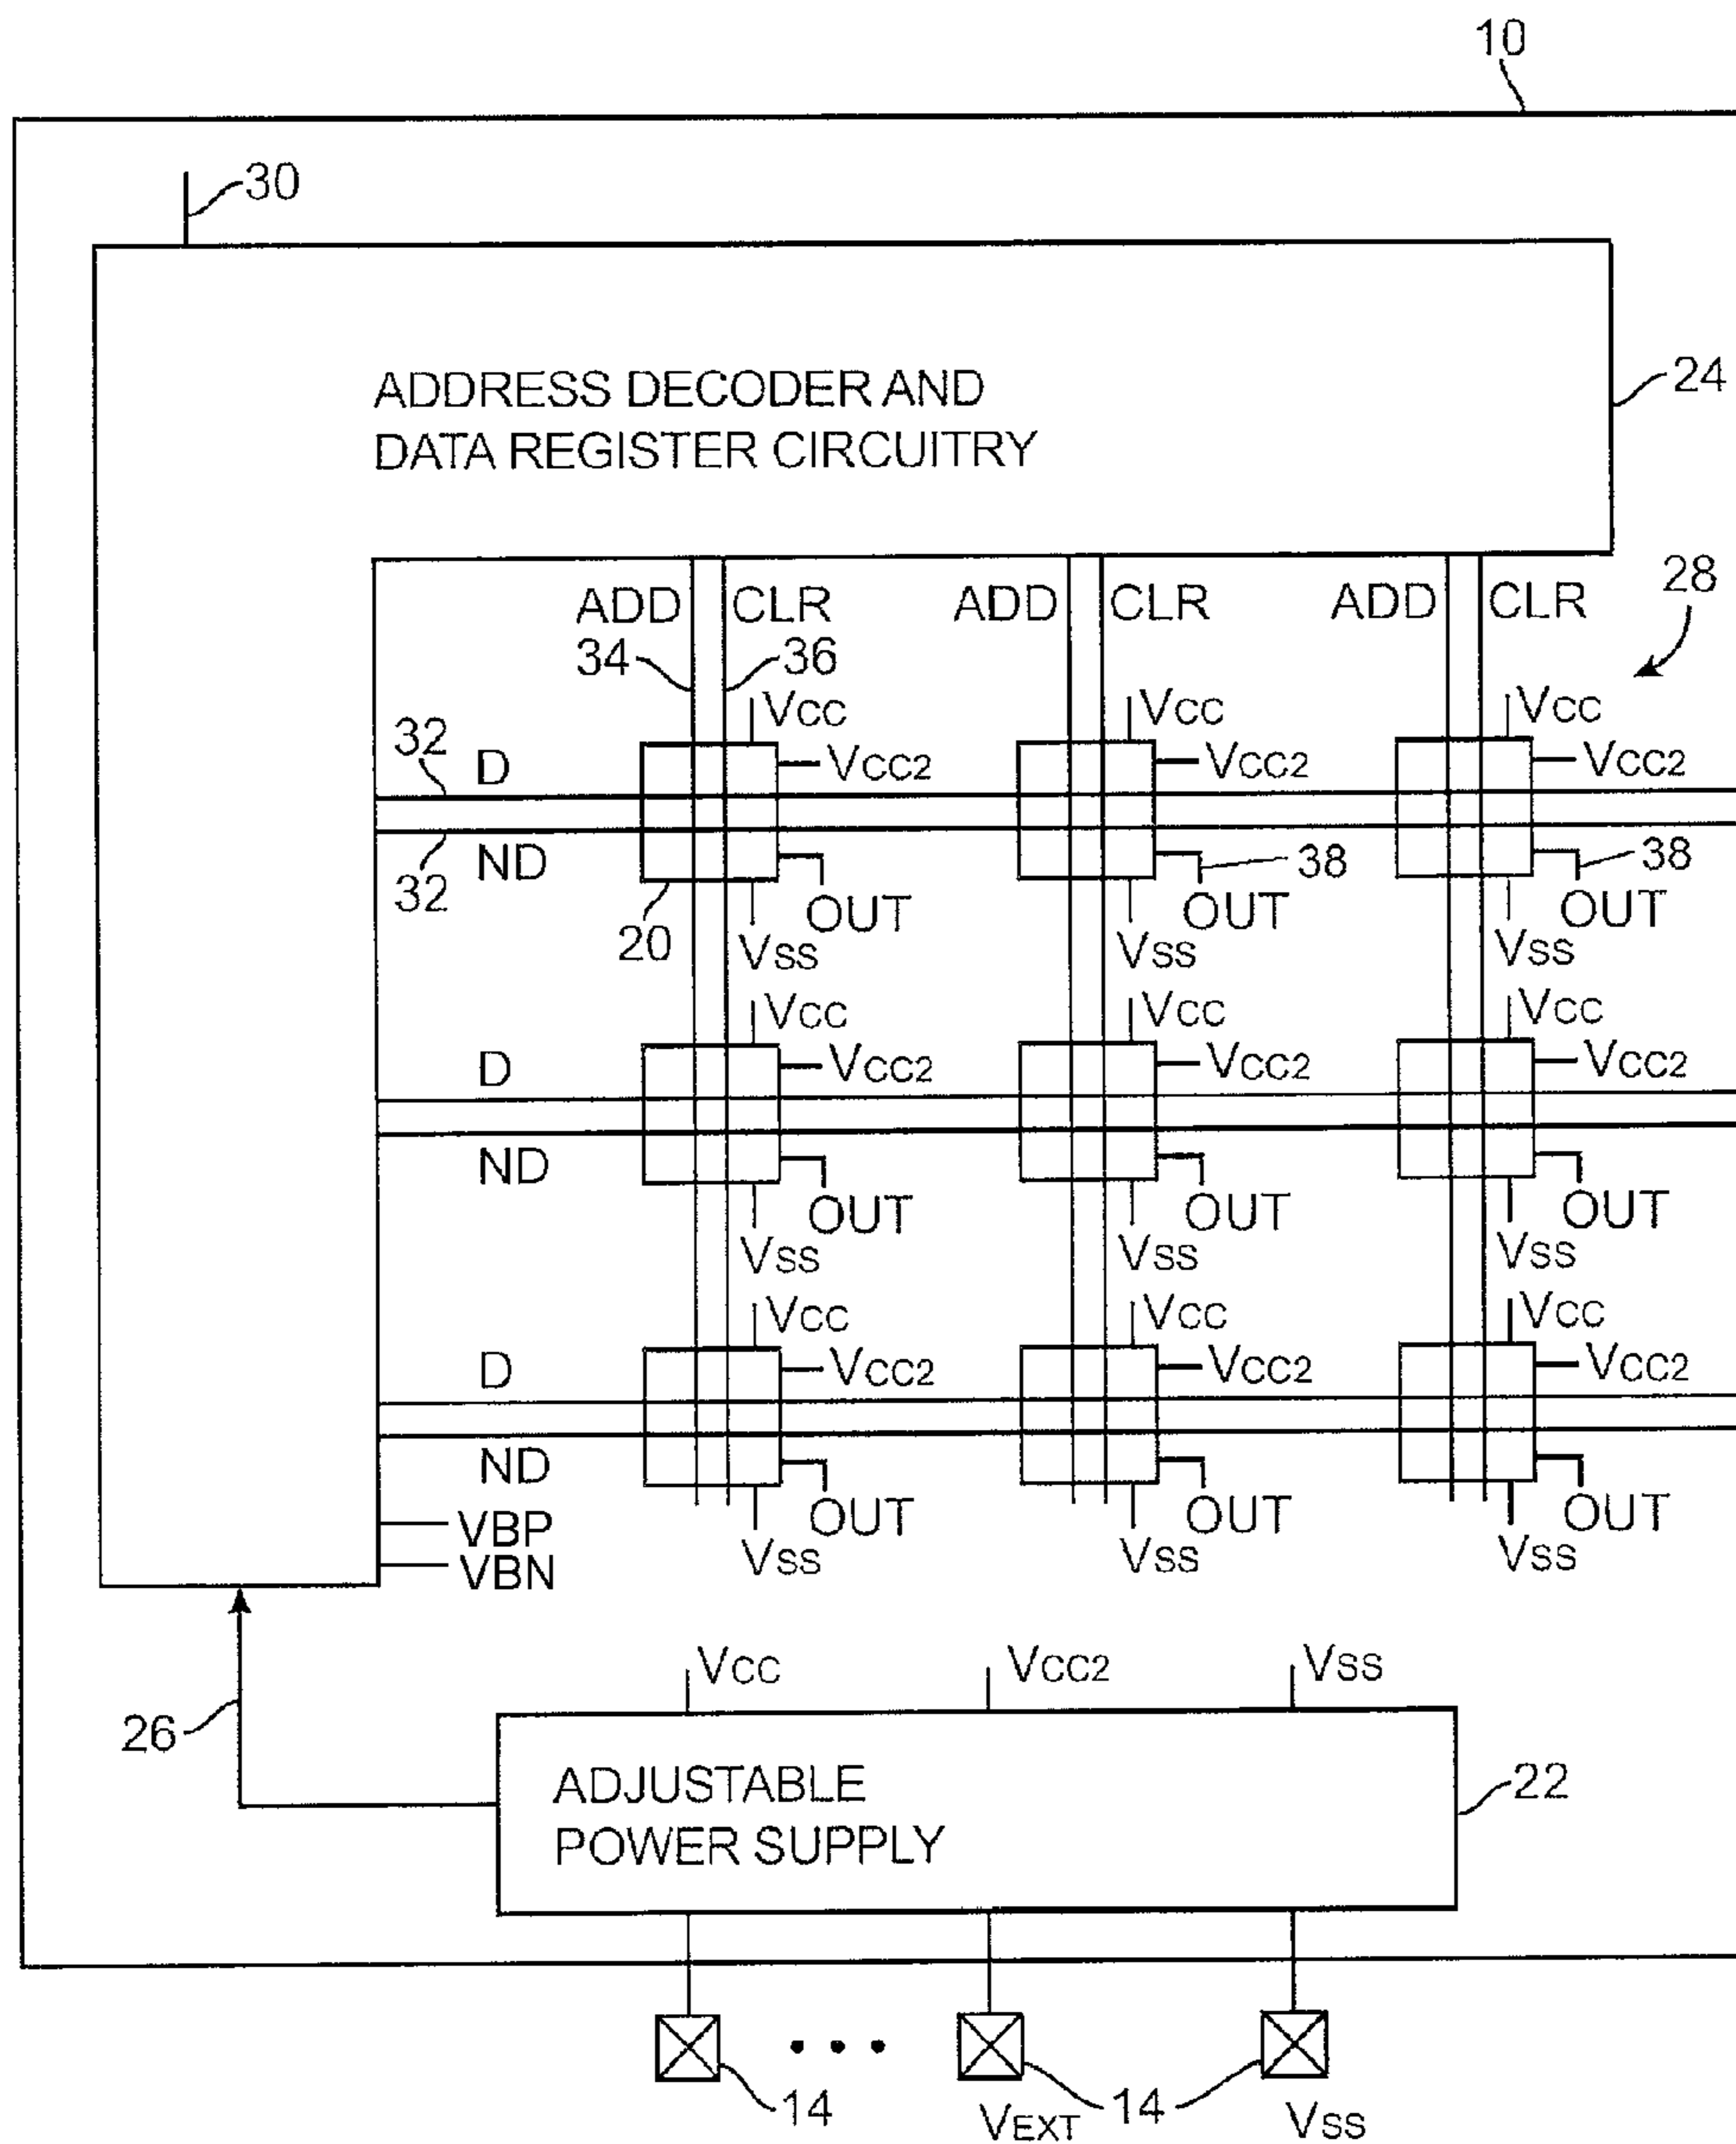 10
30
ADDRESS DECODER AND
DATA REGISTER CIRCUITRY
24
28
ADD CLR ADD CLR ADD CLR
34 36
VCC VCC VCC
32 D VCC2 VCC2 VCC2
32 ND 38 38
20 OUT OUT OUT
VSS VSS VSS
VCC VCC VCC
D VCC2 VCC2 VCC2
ND OUT OUT OUT
VSS VSS VSS
VCC VCC VCC
D VCC2 VCC2 VCC2
ND OUT OUT OUT
VBP VSS VSS VSS
VBN
26 VCC VCC2 VSS
ADJUSTABLE
POWER SUPPLY
22
14 VEXT 14 VSS